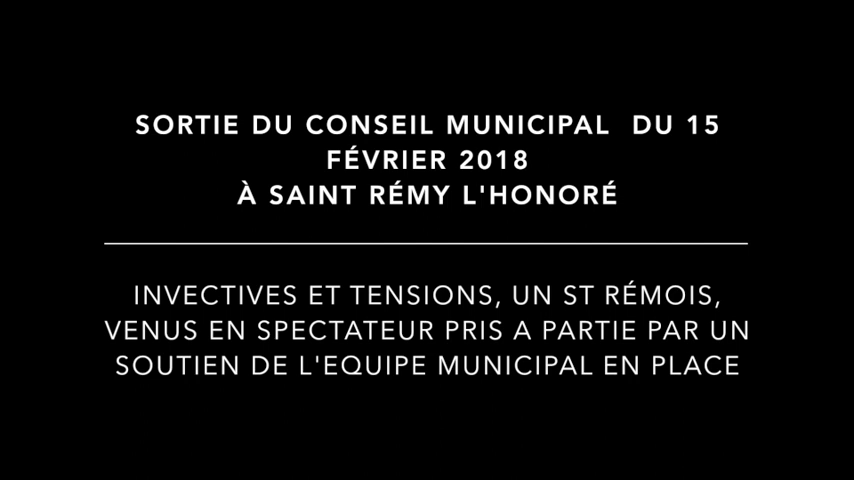 SORTIE DU CONSEIL MUNICIPAL  DU 15
FÉVRIER 2018
À SAINT RÉMY L'HONORÉ
INVECTIVES ET TENSIONS, UN ST RÉMOIS,
VENUS EN SPECTATEUR PRIS A PARTIE PAR UN
SOUTIEN DE L'EQUIPE MUNICIPAL EN PLACE